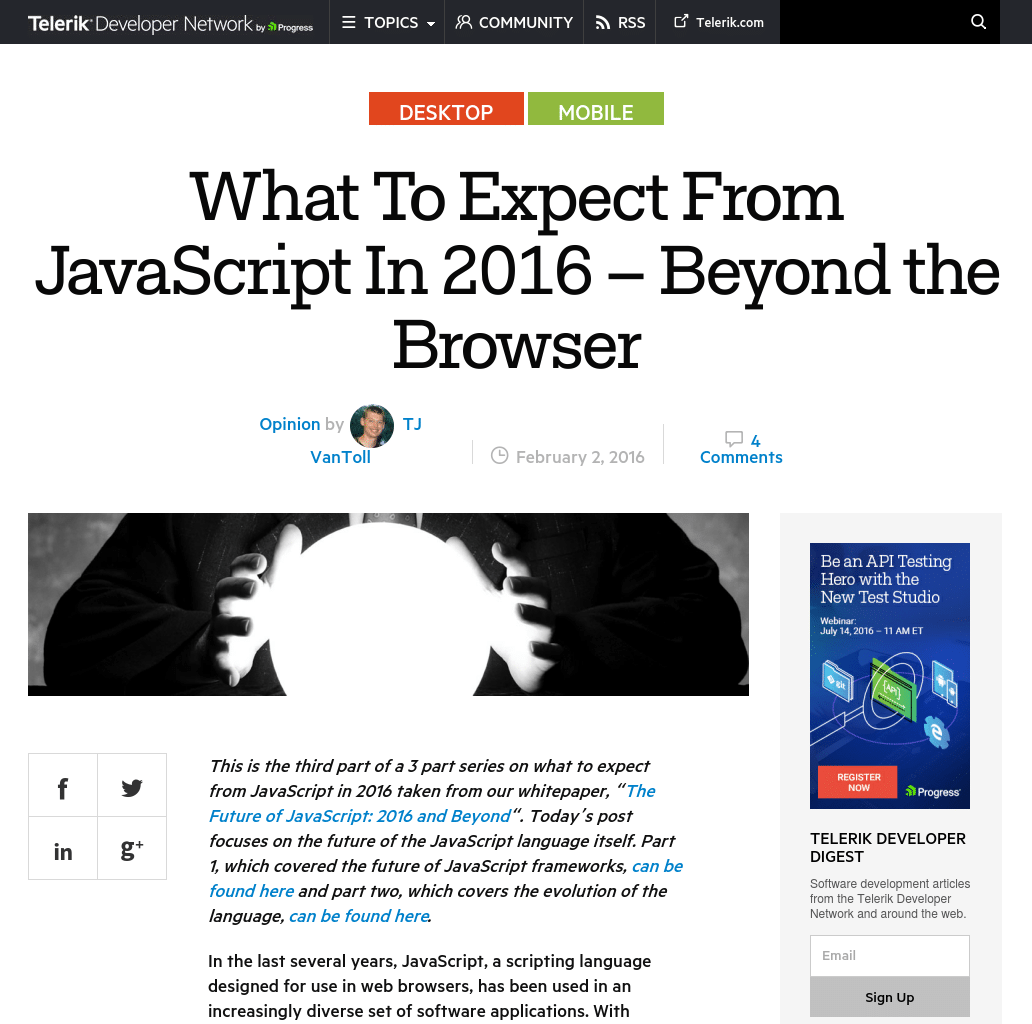 Telerik Developer Network by Progress
TOPICS
COMMUNITY
RSS
Telerik.com
DESKTOP
MOBILE
What To Expect From
JavaScript In 2016 – Beyond the
Browser
Opinion by TJ
VanToll
February 2, 2016
4
Comments
Be an API Testing
Hero with the
New Test Studio
Webinar:
July 14, 2016 – 11 AM ET
git
{API}
REGISTER
NOW
Progress
f
in
g+
This is the third part of a 3 part series on what to expect
from JavaScript in 2016 taken from our whitepaper, “The
Future of JavaScript: 2016 and Beyond“. Today’s post
focuses on the future of the JavaScript language itself. Part
1, which covered the future of JavaScript frameworks, can be
found here and part two, which covers the evolution of the
language, can be found here.
In the last several years, JavaScript, a scripting language
designed for use in web browsers, has been used in an
increasingly diverse set of software applications. With
TELERIK DEVELOPER
DIGEST
Software development articles
from the Telerik Developer
Network and around the web.
Email
Sign Up